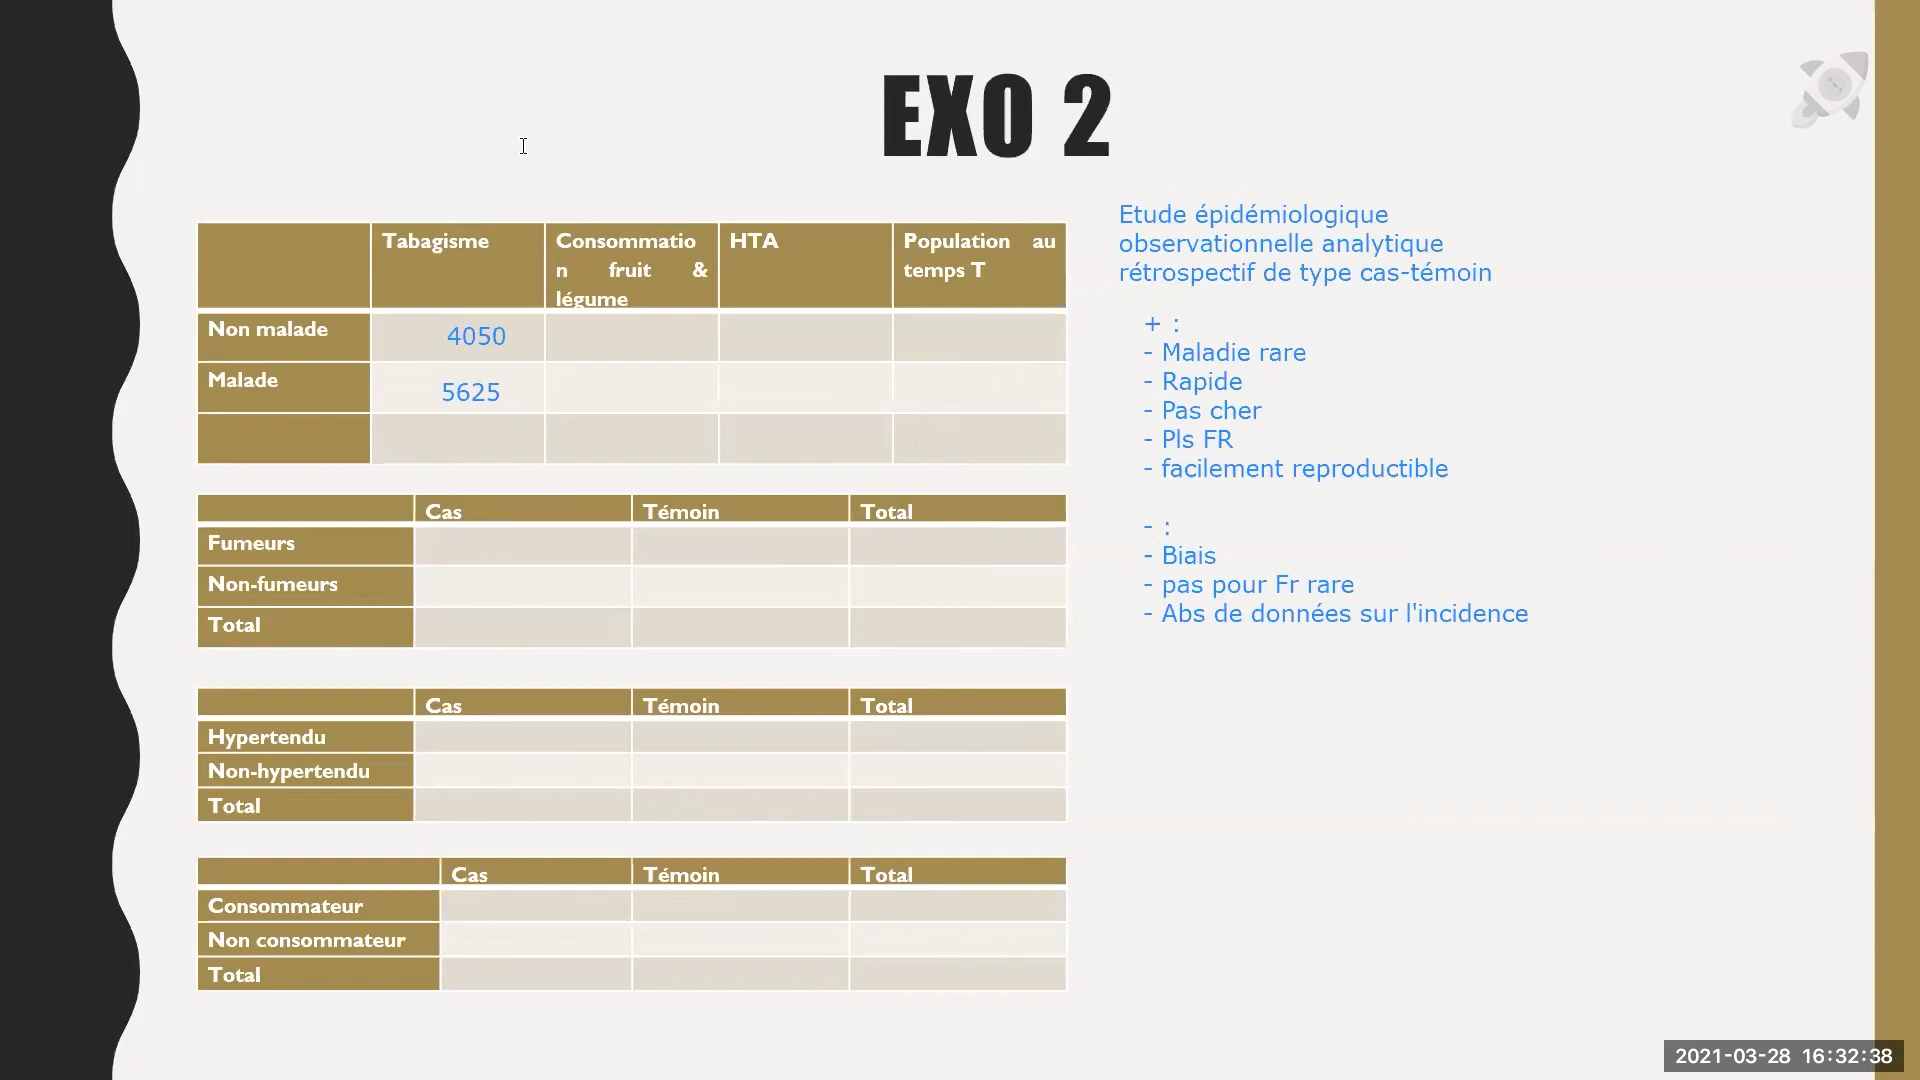 EXO 2
Tabagisme
Consommatio
n fruit &
légume
HTA
Population au
temps T
Non malade
4050
Malade
5625
Cas Témoin Total
Fumeurs
Non-fumeurs
Total
Cas Témoin Total
Hypertendu
Non-hypertendu
Total
Cas Témoin Total
Consommateur
Non consommateur
Total
Etude épidémiologique
observationnelle analytique
rétrospectif de type cas-témoin
+ :
- Maladie rare
- Rapide
- Pas cher
- Pls FR
- facilement reproductible
- :
- Biais
- pas pour Fr rare
- Abs de données sur l'incidence
2021-03-28 16:32:38